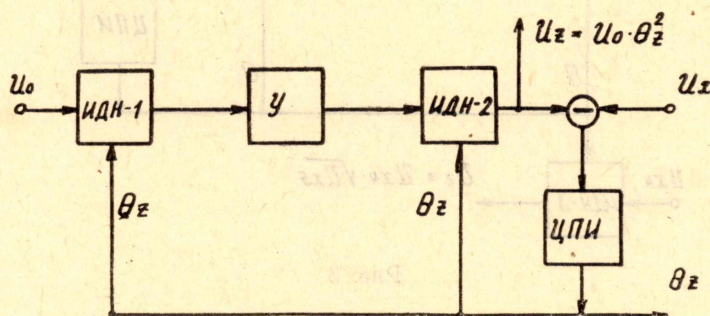 Uz = U₀·θz²
U₀
ИДН-1
У
ИДН-2
Ux
θz
θz
ЦПИ
θz